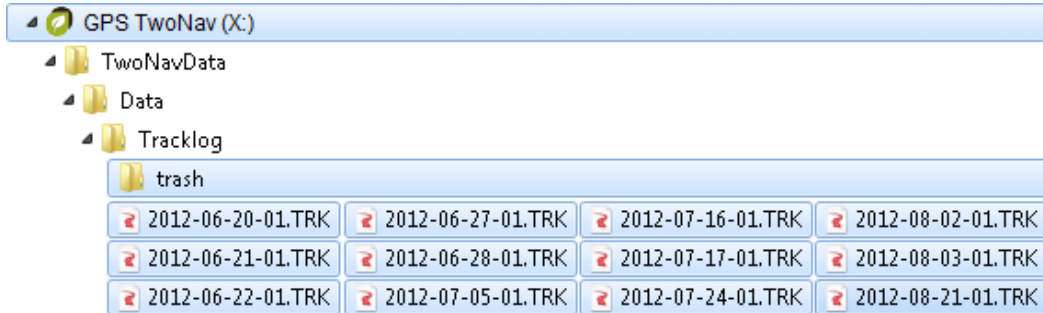 GPS TwoNav (X:)
TwoNavData
Data
Tracklog
trash
2012-06-20-01.TRK 2012-06-27-01.TRK 2012-07-16-01.TRK 2012-08-02-01.TRK
2012-06-21-01.TRK 2012-06-28-01.TRK 2012-07-17-01.TRK 2012-08-03-01.TRK
2012-06-22-01.TRK 2012-07-05-01.TRK 2012-07-24-01.TRK 2012-08-21-01.TRK